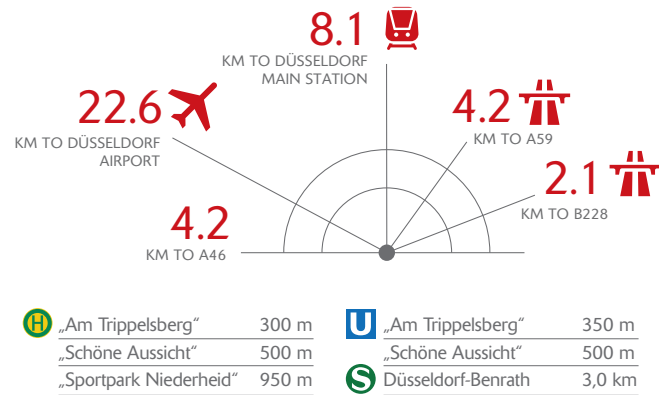 8.1
KM TO DÜSSELDORF
MAIN STATION
22.6
KM TO DÜSSELDORF
AIRPORT
4.2
KM TO A59
2.1
KM TO B228
4.2
KM TO A46
H „Am Trippelsberg“ 300 m
„Schöne Aussicht“ 500 m
„Sportpark Niederheid“ 950 m
U „Am Trippelsberg“ 350 m
„Schöne Aussicht“ 500 m
S Düsseldorf-Benrath 3,0 km